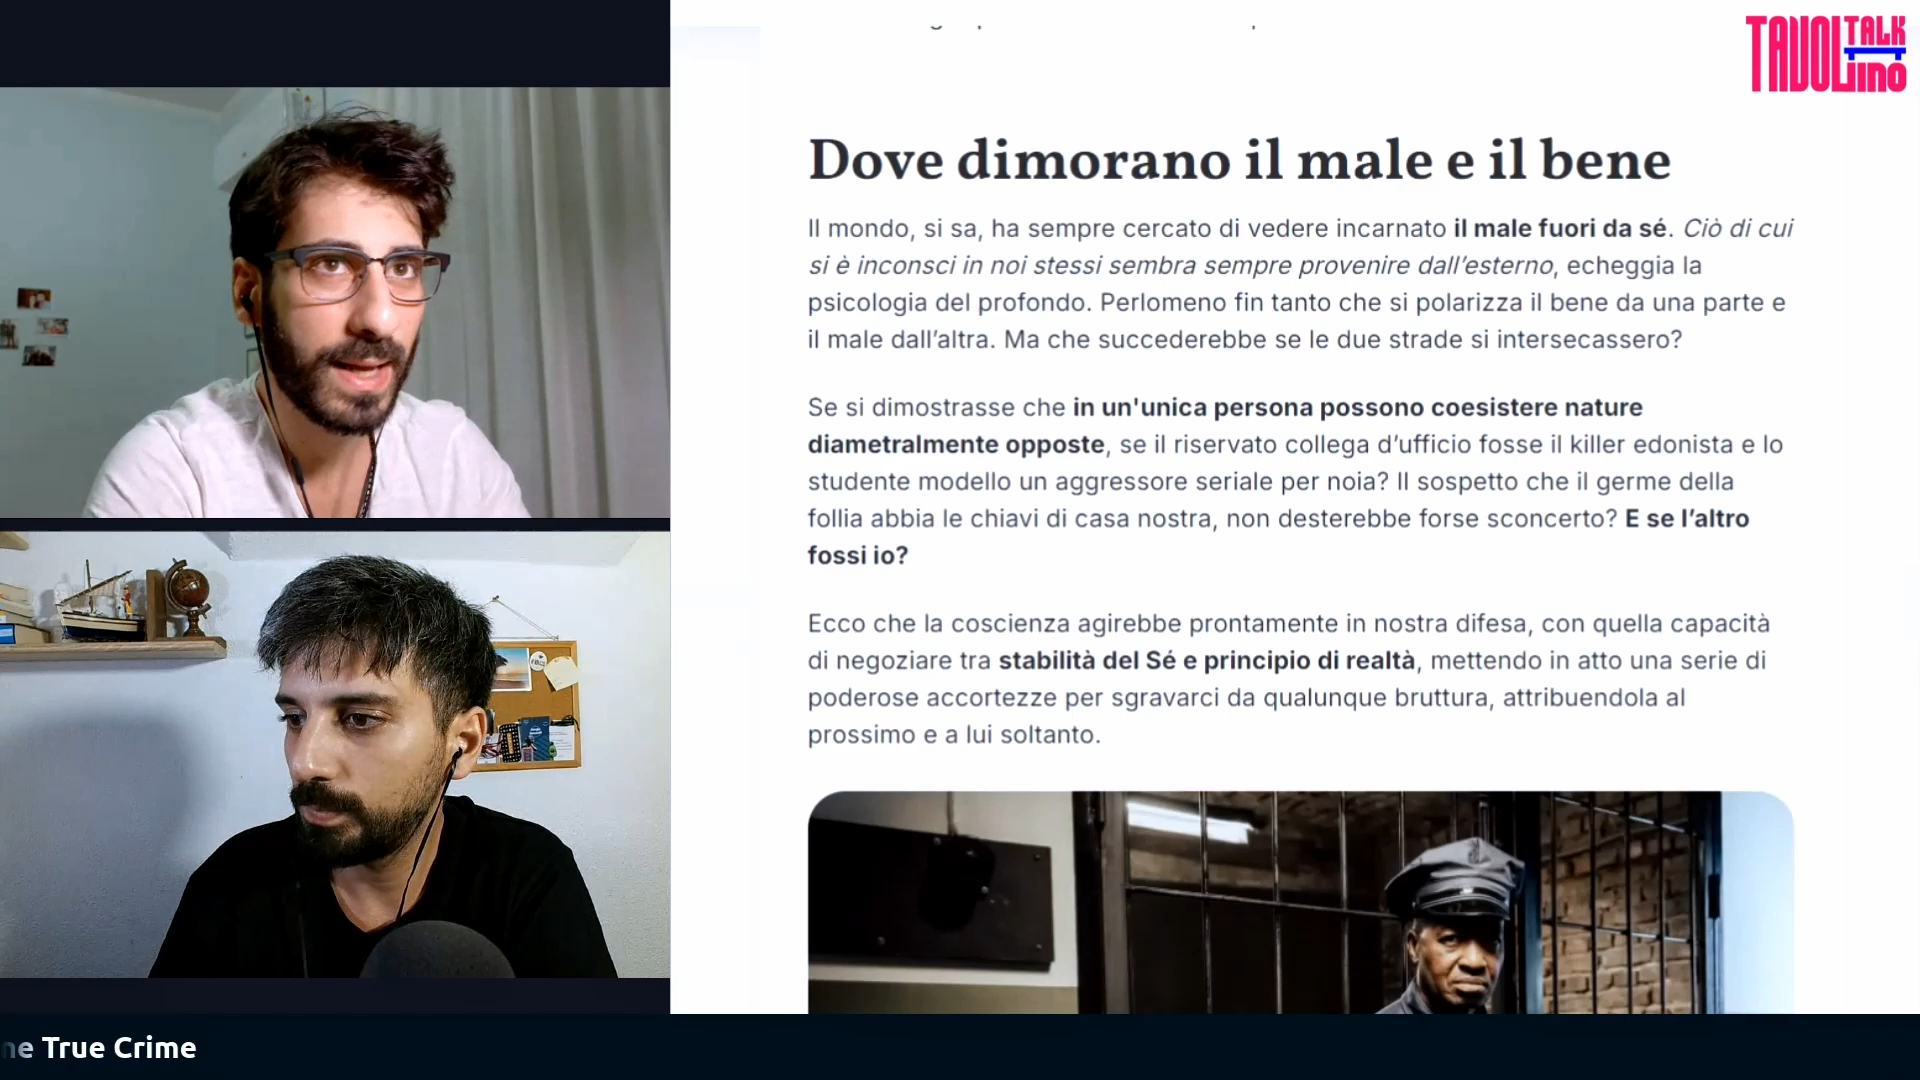 TAVOLINO TALK
Dove dimorano il male e il bene
Il mondo, si sa, ha sempre cercato di vedere incarnato il male fuori da sé. Ciò di cui
si è inconsci in noi stessi sembra sempre provenire dall’esterno, echeggia la
psicologia del profondo. Perlomeno fin tanto che si polarizza il bene da una parte e
il male dall’altra. Ma che succederebbe se le due strade si intersecassero?
Se si dimostrasse che in un'unica persona possono coesistere nature
diametralmente opposte, se il riservato collega d’ufficio fosse il killer edonista e lo
studente modello un aggressore seriale per noia? Il sospetto che il germe della
follia abbia le chiavi di casa nostra, non desterebbe forse sconcerto? E se l’altro
fossi io?
Ecco che la coscienza agirebbe prontamente in nostra difesa, con quella capacità
di negoziare tra stabilità del Sé e principio di realtà, mettendo in atto una serie di
poderose accortezze per sgravarci da qualunque bruttura, attribuendola al
prossimo e a lui soltanto.
ne True Crime